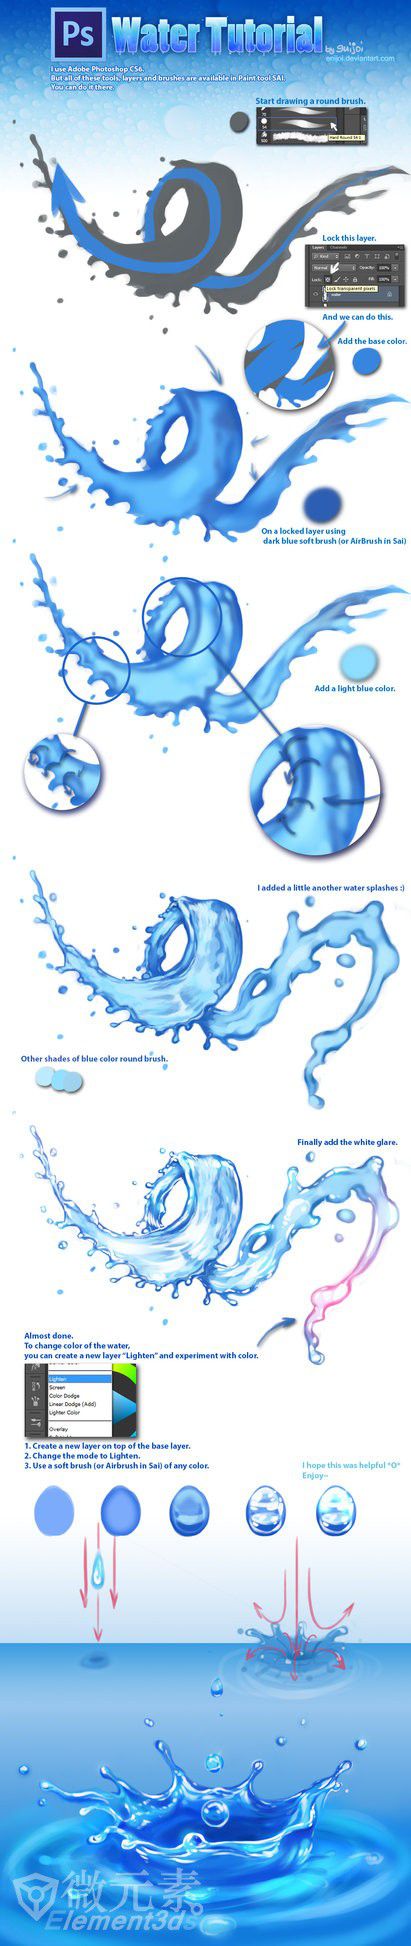 Ps Water Tutorial by Enijoi
enijoi.deviantart.com
I use Adobe Photoshop CS6.
But all of these tools, layers and brushes are available in Paint tool SAI.
You can do it there.
Start drawing a round brush.
Hard Round 54 1
Lock this layer.
Layers Channels
Kind
Normal Opacity: 100%
Lock: Fill: 100%
Lock transparent pixels
And we can do this.
Add the base color.
On a locked layer using
dark blue soft brush (or AirBrush in Sai)
Add a light blue color.
I added a little another water splashes :)
Other shades of blue color round brush.
Finally add the white glare.
Almost done.
To change color of the water,
you can create a new layer "Lighten" and experiment with color.
Lighten
Screen
Color Dodge
Linear Dodge (Add)
Lighter Color
Overlay
1. Create a new layer on top of the base layer.
2. Change the mode to Lighten.
3. Use a soft brush (or Airbrush in Sai) of any color.
I hope this was helpful *O*
Enjoy~
微元素
Element3ds